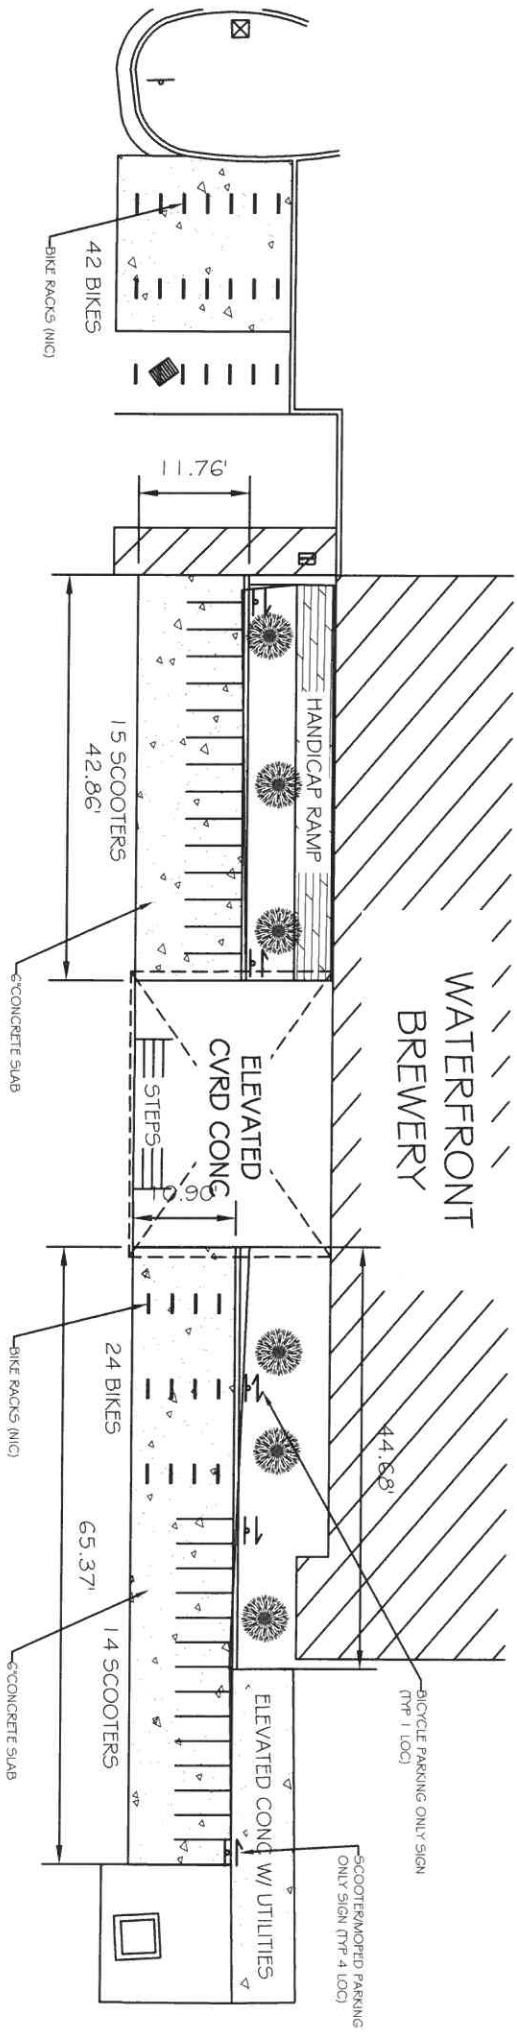 42 BIKES
BIKE RACKS (NIC)
11.76'
HANDICAP RAMP
15 SCOOTERS
42.86'
6"CONCRETE SLAB
WATERFRONT
BREWERY
ELEVATED
CVRD CONC
STEPS
10.90'
44.68'
24 BIKES
BIKE RACKS (NIC)
65.37'
14 SCOOTERS
6"CONCRETE SLAB
BICYCLE PARKING ONLY SIGN
(TYP 1 LOC)
ELEVATED CONC W/ UTILITIES
SCOOTER/MOPED PARKING
ONLY SIGN (TYP 4 LOC)